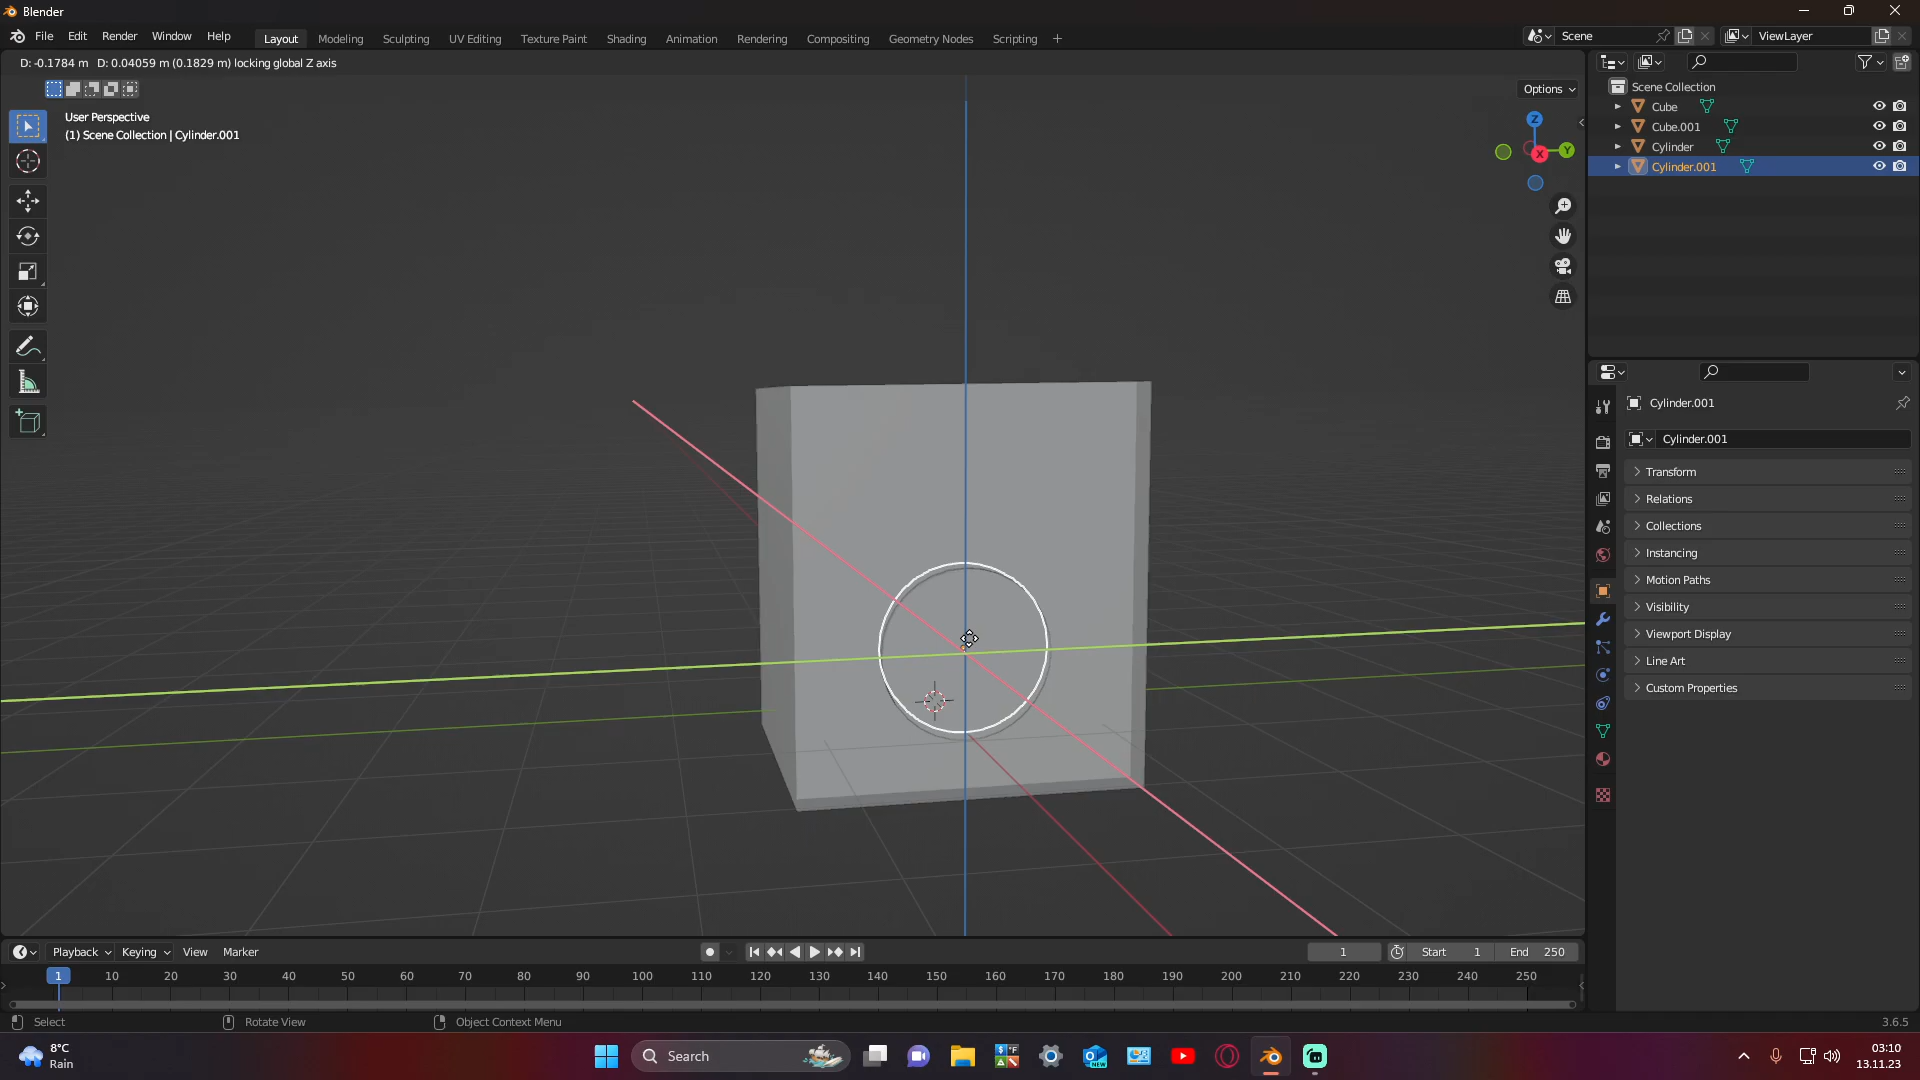 Blender
File Edit Render Window Help Layout Modeling Sculpting UV Editing Texture Paint Shading Animation Rendering Compositing Geometry Nodes Scripting Scene ViewLayer
D: -0.1784 m D: 0.04059 m (0.1829 m) locking global Z axis
Options
User Perspective
(1) Scene Collection | Cylinder.001
Z
Y
X
Scene Collection
Cube
Cube.001
Cylinder
Cylinder.001
Cylinder.001
Cylinder.001
Transform
Relations
Collections
Instancing
Motion Paths
Visibility
Viewport Display
Line Art
Custom Properties
Playback Keying View Marker 1 Start 1 End 250
1 10 20 30 40 50 60 70 80 90 100 110 120 130 140 150 160 170 180 190 200 210 220 230 240 250
Select Rotate View Object Context Menu 3.6.5
8°C
Rain
Search
NEW
03:10
13.11.23